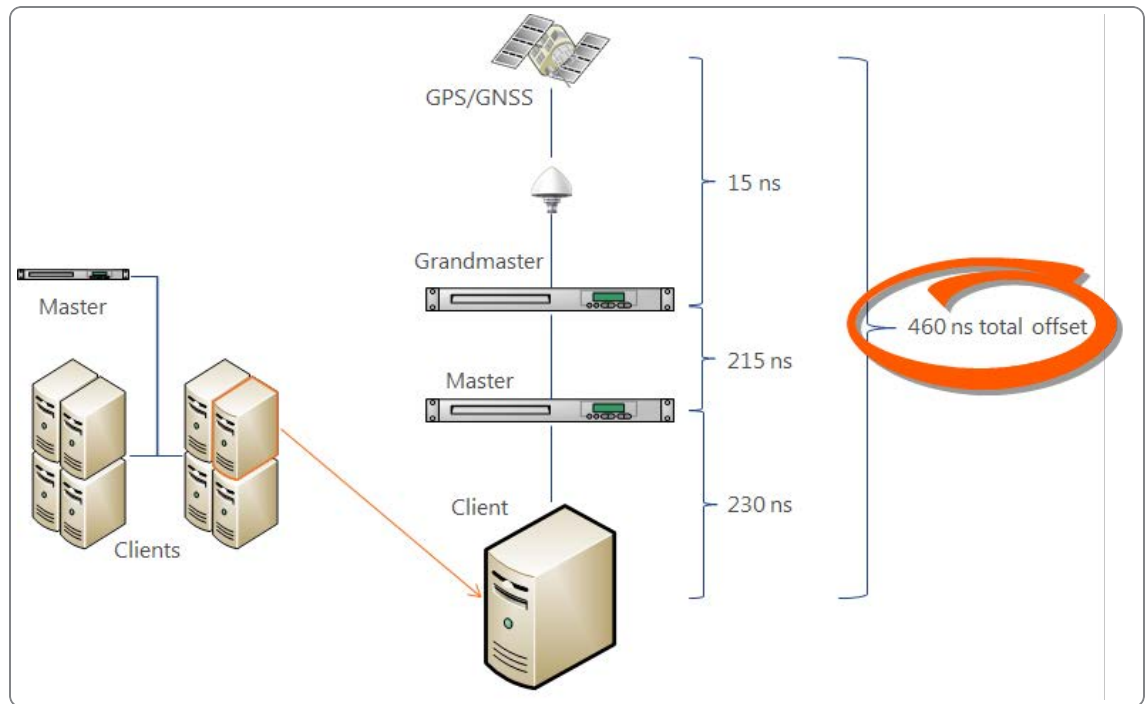 GPS/GNSS
15 ns
Grandmaster
Master
460 ns total offset
215 ns
Master
Client
230 ns
Clients